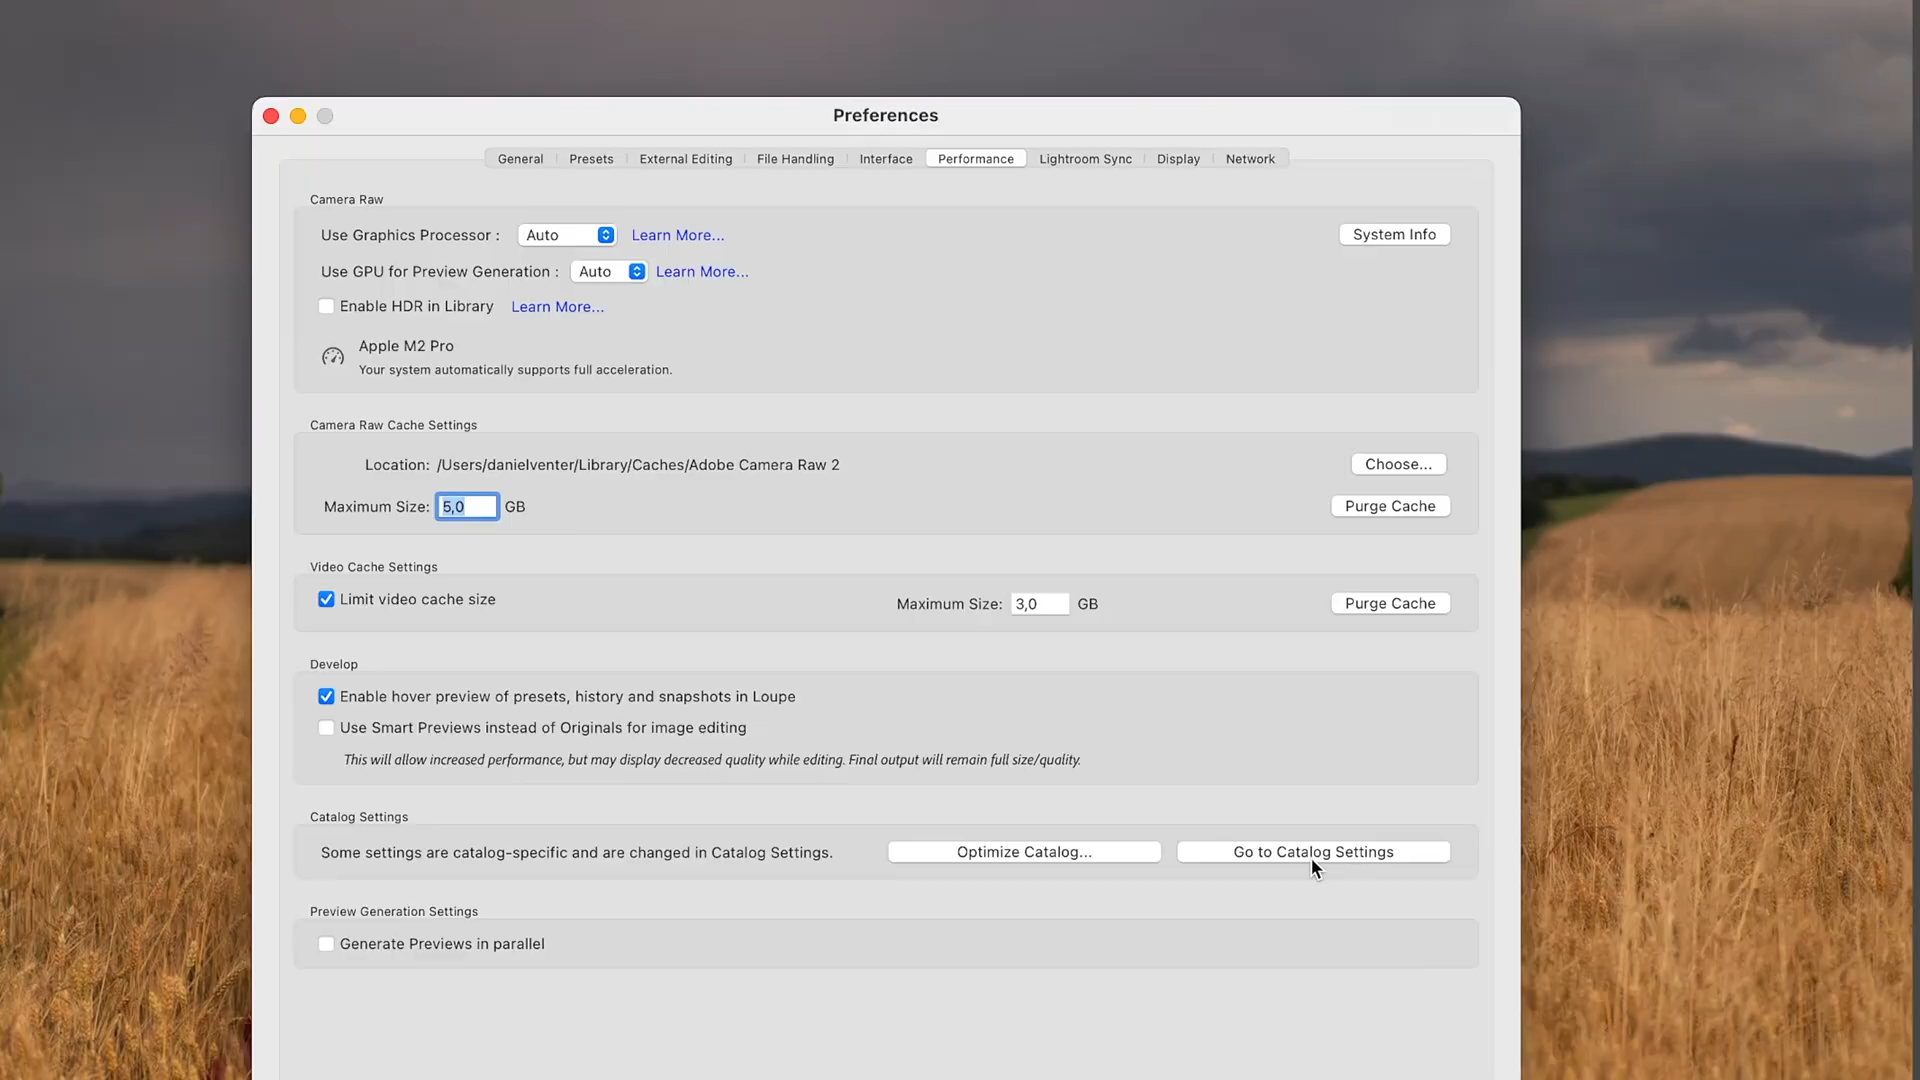 Preferences
General Presets External Editing File Handling Interface Performance Lightroom Sync Display Network
Camera Raw
Use Graphics Processor : Auto Learn More... System Info
Use GPU for Preview Generation : Auto Learn More...
Enable HDR in Library Learn More...
Apple M2 Pro
Your system automatically supports full acceleration.
Camera Raw Cache Settings
Location: /Users/danielventer/Library/Caches/Adobe Camera Raw 2 Choose...
Maximum Size: 5,0 GB Purge Cache
Video Cache Settings
Limit video cache size Maximum Size: 3,0 GB Purge Cache
Develop
Enable hover preview of presets, history and snapshots in Loupe
Use Smart Previews instead of Originals for image editing
This will allow increased performance, but may display decreased quality while editing. Final output will remain full size/quality.
Catalog Settings
Some settings are catalog-specific and are changed in Catalog Settings. Optimize Catalog... Go to Catalog Settings
Preview Generation Settings
Generate Previews in parallel